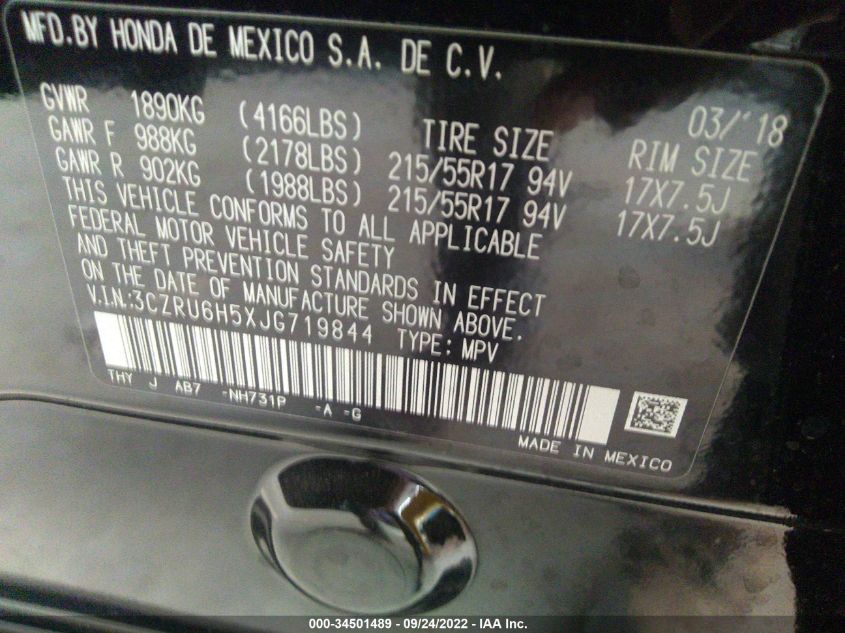 MFD.BY HONDA DE MEXICO S.A. DE C.V.
03/'18
GVWR 1890KG (4166LBS) TIRE SIZE RIM SIZE
GAWR F 988KG (2178LBS) 215/55R17 94V 17X7.5J
GAWR R 902KG (1988LBS) 215/55R17 94V 17X7.5J
THIS VEHICLE CONFORMS TO ALL APPLICABLE
FEDERAL MOTOR VEHICLE SAFETY
AND THEFT PREVENTION STANDARDS IN EFFECT
ON THE DATE OF MANUFACTURE SHOWN ABOVE.
V.I.N.:3CZRU6H5XJG719844 TYPE: MPV
THY J AB7 -NH731P -A -G
MADE IN MEXICO
000-34501489 - 09/24/2022 - IAA Inc.